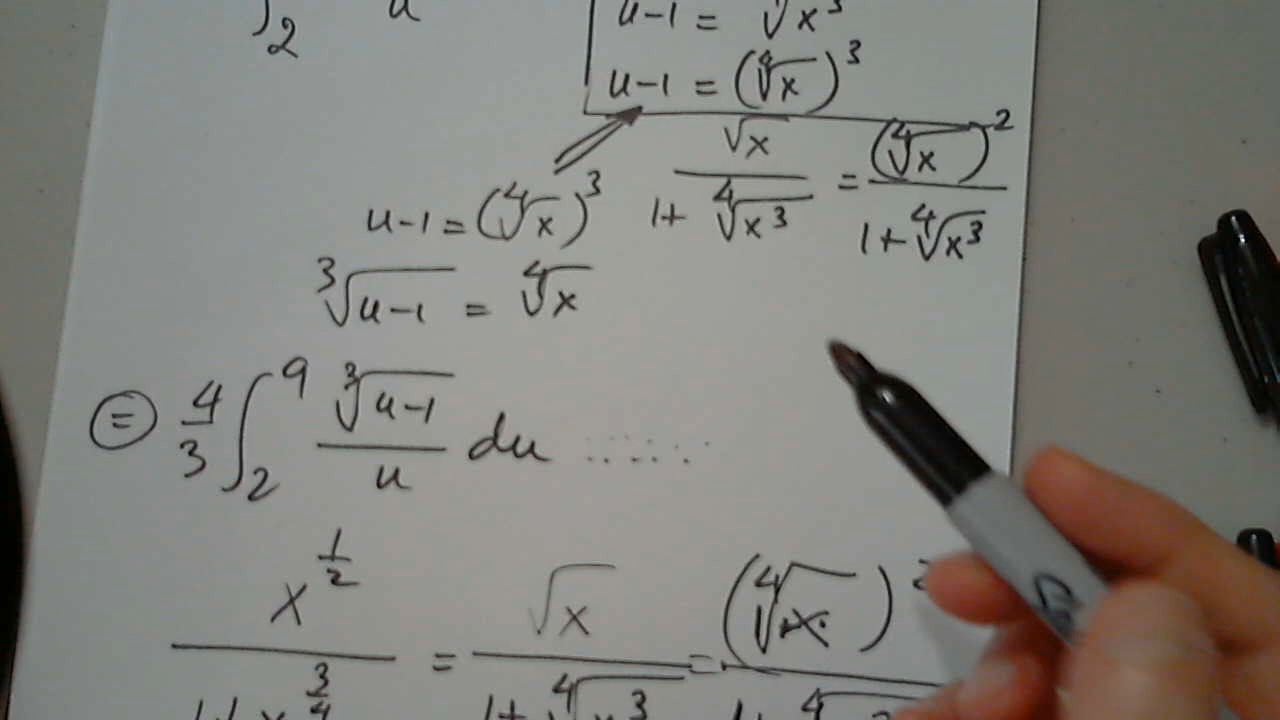 ∫₂ u
u-1 = ∜x³
u-1 = (∜x)³
√x / (1+ ∜x³) = (∜x)² / (1+∜x³)
u-1 = (∜x)³
∛(u-1) = ∜x
= 4/3 ∫₂⁹ ∛(u-1) / u du ......
x^(1/2) / (1+x^(3/4)) = √x / (1+ ∜x³) = (∜x)²